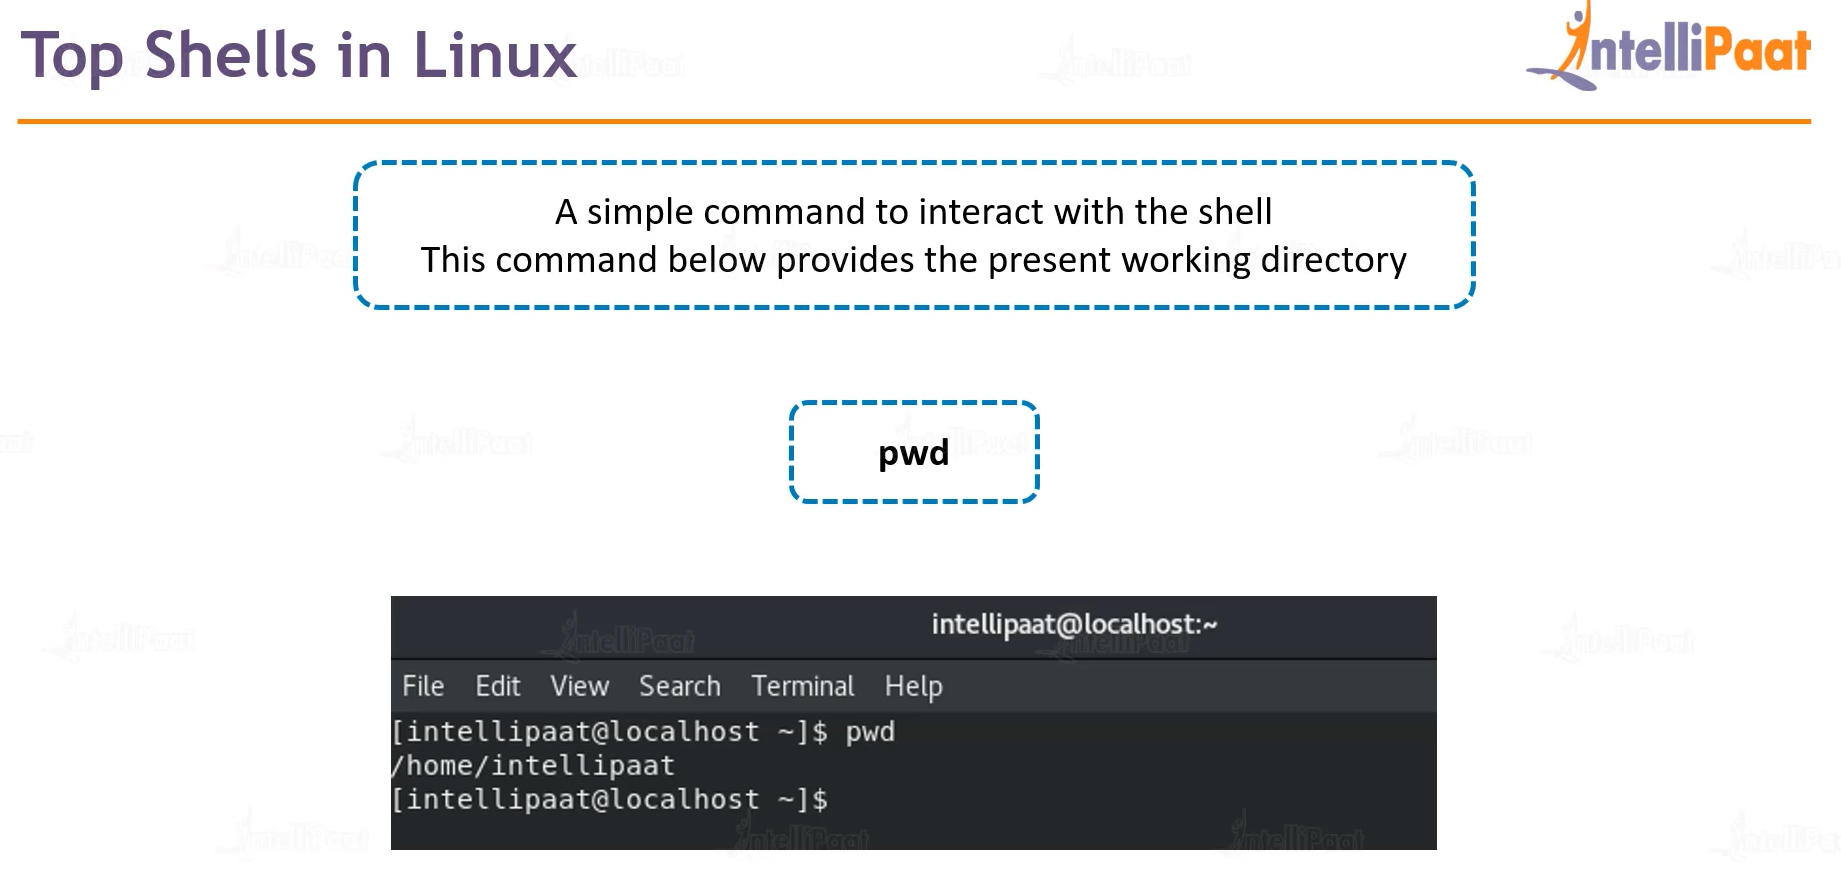 Top Shells in Linux
IntelliPaat
A simple command to interact with the shell
This command below provides the present working directory
pwd
intellipaat@localhost:~
File Edit View Search Terminal Help
[intellipaat@localhost ~]$ pwd
/home/intellipaat
[intellipaat@localhost ~]$